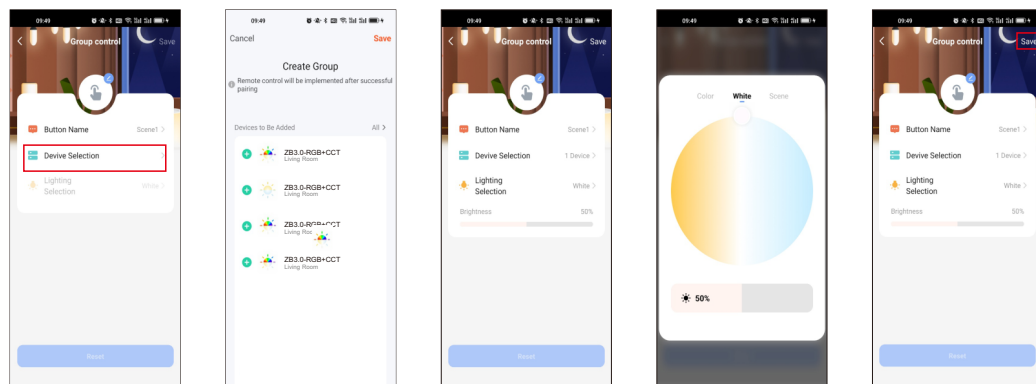 09:49
Group control
Save
Button Name
Scene1 >
Devive Selection
>
Lighting
Selection
White >
Reset
09:49
Cancel
Save
Create Group
Remote control will be implemented after successful
pairing
Devices to Be Added
All >
ZB3.0-RGB+CCT
Living Room
ZB3.0-RGB+CCT
Living Room
ZB3.0-RGB+CCT
Living Roo
ZB3.0-RGB+CCT
Living Room
09:49
Group control
Save
Button Name
Scene1 >
Devive Selection
1 Device >
Lighting
Selection
White >
Brightness
50%
Reset
09:49
Color
White
Scene
50%
09:49
Group control
Save
Button Name
Scene1 >
Devive Selection
1 Device >
Lighting
Selection
White >
Brightness
50%
Reset